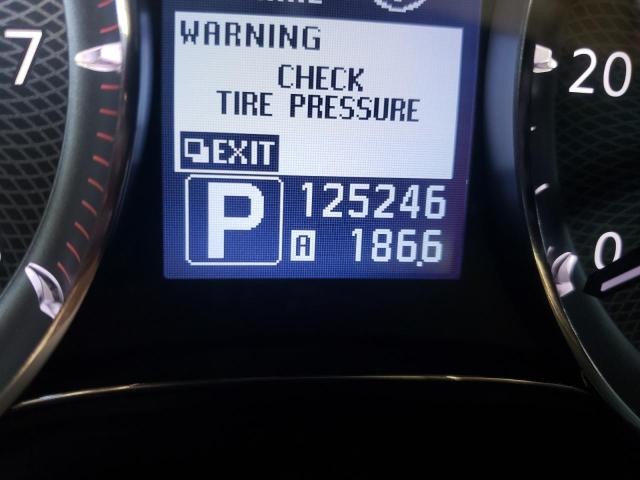 WARNING
CHECK
TIRE PRESSURE
EXIT
P
125246
A 186.6
7
20
0